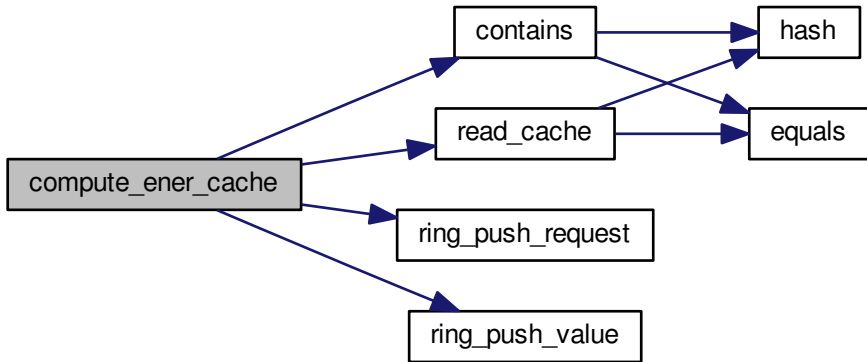 compute_ener_cache
contains
read_cache
ring_push_request
ring_push_value
hash
equals